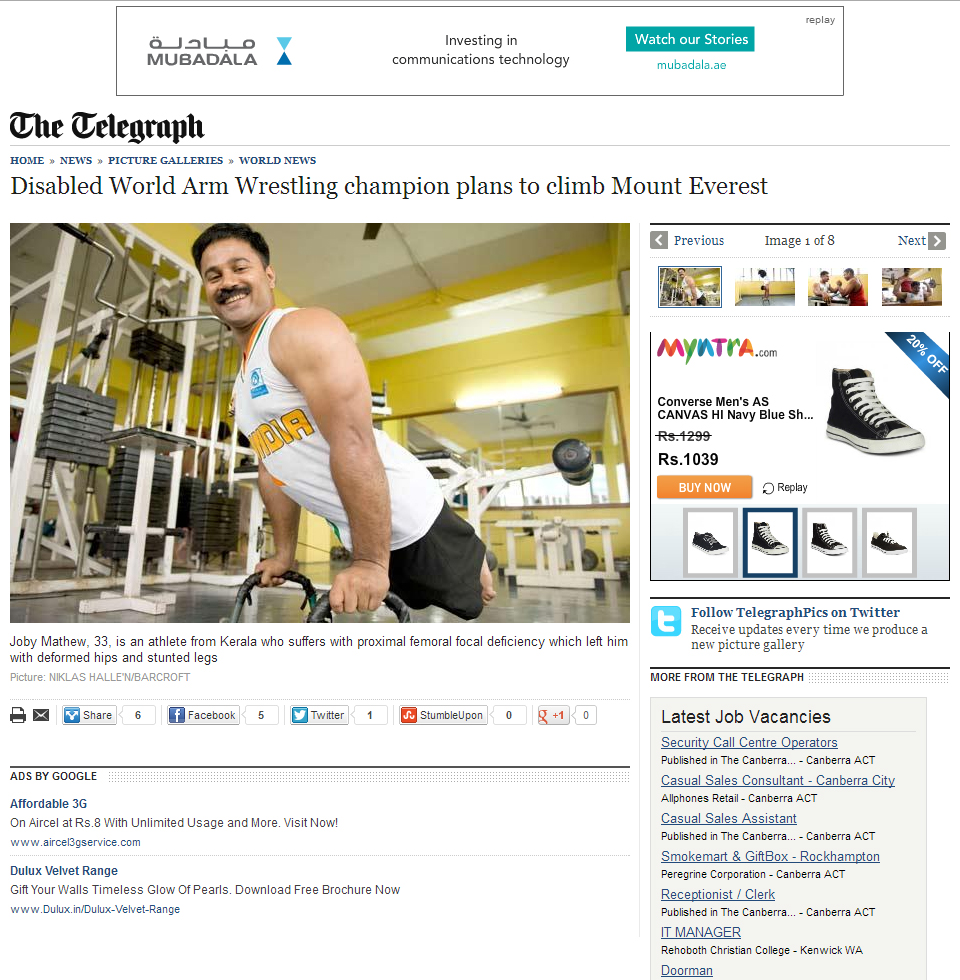 replay
مبادلة
MUBADALA
Investing in
communications technology
Watch our Stories
mubadala.ae
The Telegraph
HOME » NEWS » PICTURE GALLERIES » WORLD NEWS
Disabled World Arm Wrestling champion plans to climb Mount Everest
INDIA
Joby Mathew, 33, is an athlete from Kerala who suffers with proximal femoral focal deficiency which left him
with deformed hips and stunted legs
Picture: NIKLAS HALLE'N/BARCROFT
Share 6 Facebook 5 Twitter 1 StumbleUpon 0 +1 0
ADS BY GOOGLE
Affordable 3G
On Aircel at Rs.8 With Unlimited Usage and More. Visit Now!
www.aircel3gservice.com
Dulux Velvet Range
Gift Your Walls Timeless Glow Of Pearls. Download Free Brochure Now
www.Dulux.in/Dulux-Velvet-Range
Previous Image 1 of 8 Next
myntra.com
20% OFF
Converse Men's AS
CANVAS HI Navy Blue Sh...
Rs.1299
Rs.1039
BUY NOW Replay
Follow TelegraphPics on Twitter
Receive updates every time we produce a
new picture gallery
MORE FROM THE TELEGRAPH
Latest Job Vacancies
Security Call Centre Operators
Published in The Canberra... - Canberra ACT
Casual Sales Consultant - Canberra City
Allphones Retail - Canberra ACT
Casual Sales Assistant
Published in The Canberra... - Canberra ACT
Smokemart & GiftBox - Rockhampton
Peregrine Corporation - Canberra ACT
Receptionist / Clerk
Published in The Canberra... - Canberra ACT
IT MANAGER
Rehoboth Christian College - Kenwick WA
Doorman